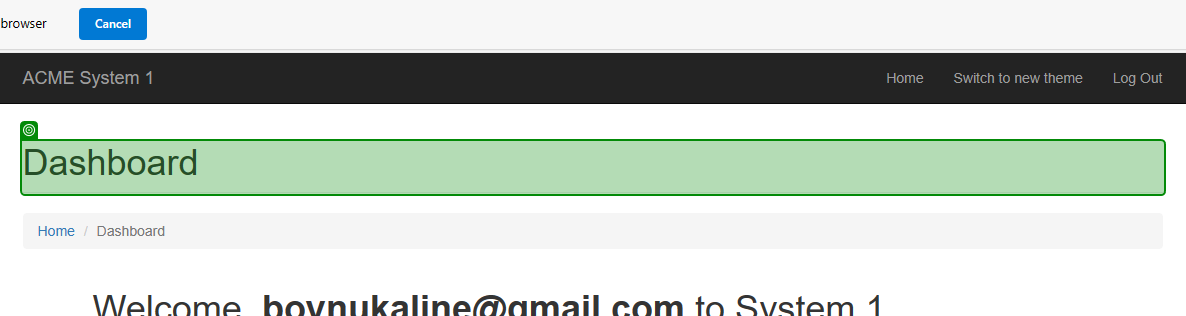 browser Cancel
ACME System 1 Home Switch to new theme Log Out
Dashboard
Home / Dashboard
Welcome, boynukaline@gmail.com to System 1